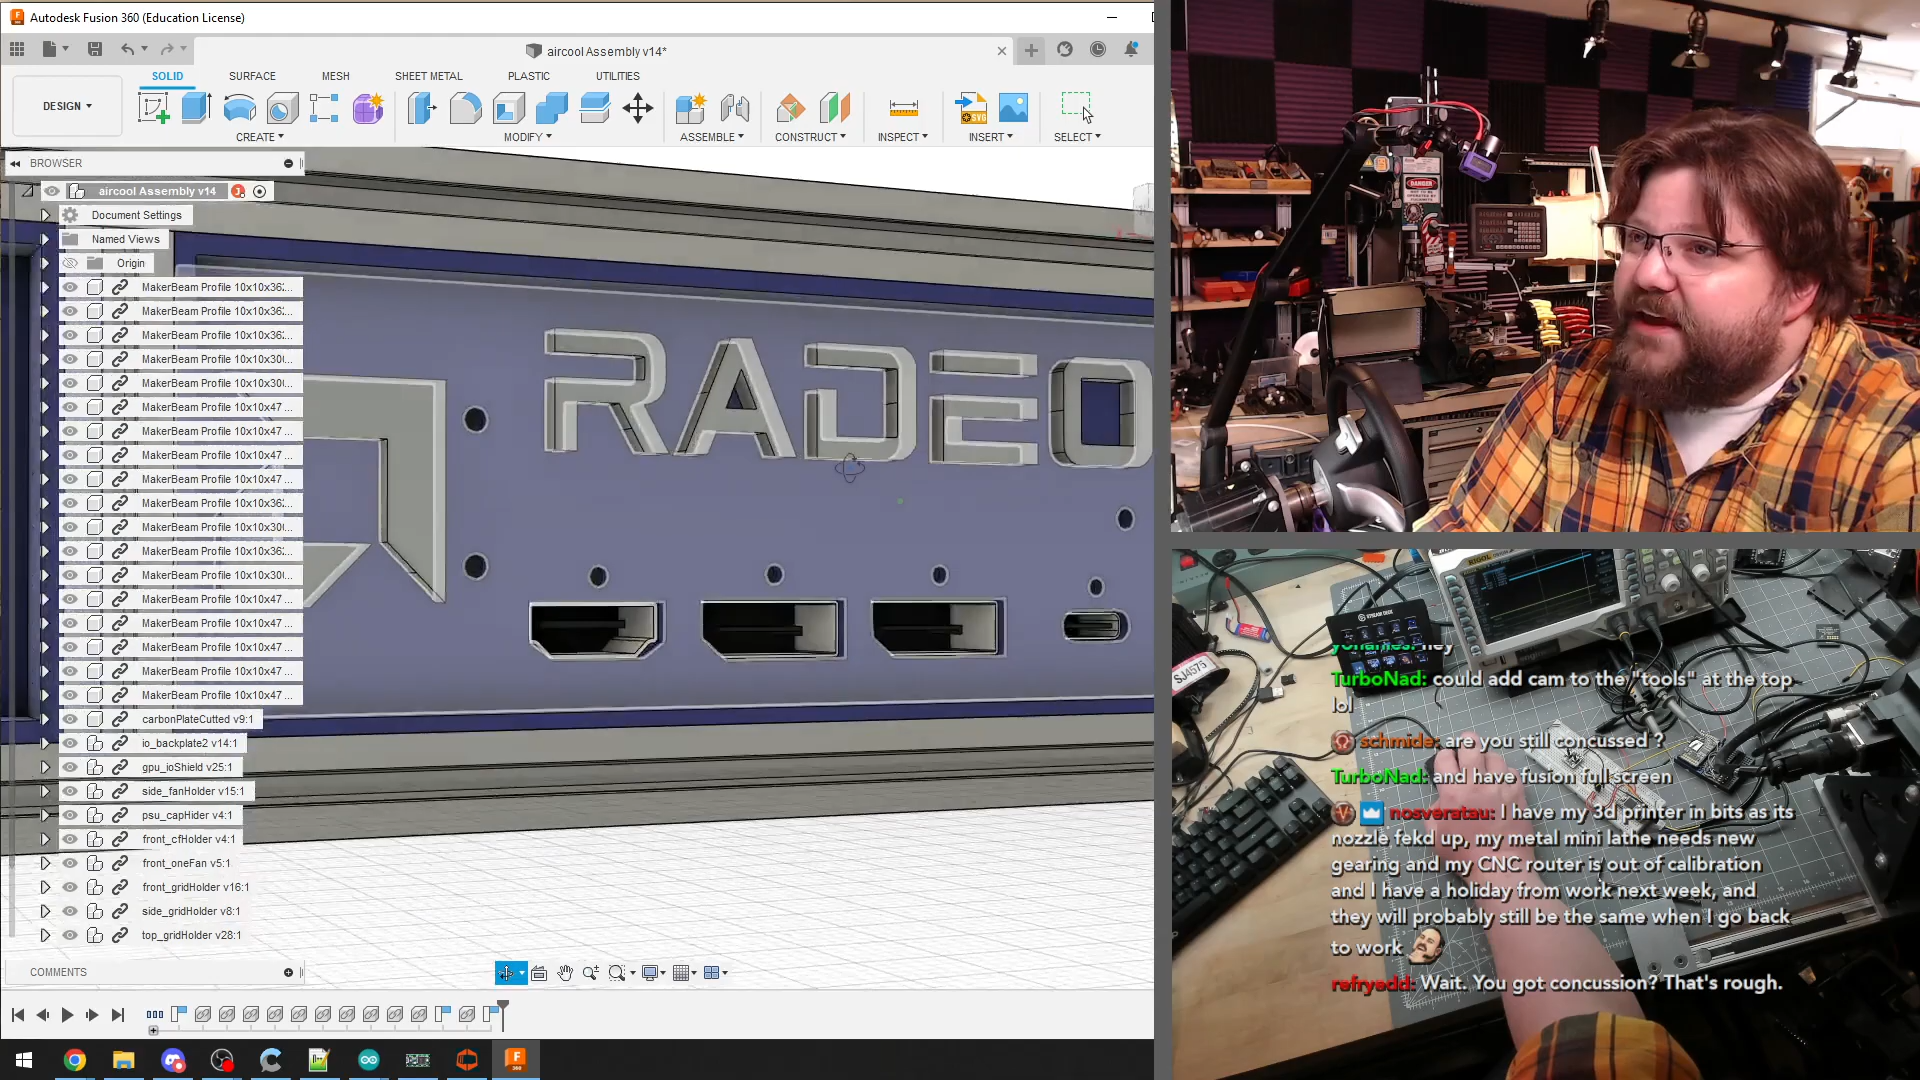 Autodesk Fusion 360 (Education License)
aircool Assembly v14*
DESIGN
SOLID
SURFACE
MESH
SHEET METAL
PLASTIC
UTILITIES
CREATE
MODIFY
ASSEMBLE
CONSTRUCT
INSPECT
INSERT
SELECT
BROWSER
aircool Assembly v14
Document Settings
Named Views
Origin
MakerBeam Profile 10x10x36...
MakerBeam Profile 10x10x36...
MakerBeam Profile 10x10x36...
MakerBeam Profile 10x10x30...
MakerBeam Profile 10x10x30...
MakerBeam Profile 10x10x47 ...
MakerBeam Profile 10x10x47 ...
MakerBeam Profile 10x10x47 ...
MakerBeam Profile 10x10x47 ...
MakerBeam Profile 10x10x36...
MakerBeam Profile 10x10x30...
MakerBeam Profile 10x10x36...
MakerBeam Profile 10x10x30...
MakerBeam Profile 10x10x47 ...
MakerBeam Profile 10x10x47 ...
MakerBeam Profile 10x10x47 ...
MakerBeam Profile 10x10x47 ...
MakerBeam Profile 10x10x47 ...
carbonPlateCutted v9:1
io_backplate2 v14:1
gpu_ioShield v25:1
side_fanHolder v15:1
psu_capHider v4:1
front_cfHolder v4:1
front_oneFan v5:1
front_gridHolder v16:1
side_gridHolder v8:1
top_gridHolder v28:1
RADEO
COMMENTS
DANGER
RIGOL
STREAM DECK
SJ4575
hey
TurboNad: could add cam to the "tools" at the top
lol
schmide: are you still concussed ?
TurboNad: and have fusion full screen
nosveratau: I have my 3d printer in bits as its
nozzle fekd up, my metal mini lathe needs new
gearing and my CNC router is out of calibration
and I have a holiday from work next week, and
they will probably still be the same when I go back
to work
refryedd: Wait. You got concussion? That's rough.